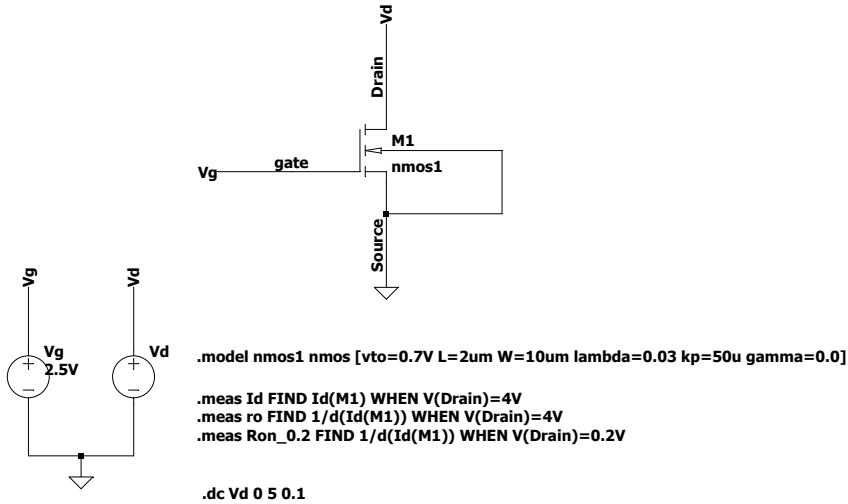 Vd
Drain
M1
Vg
gate
nmos1
Source
Vg
Vd
Vg
2.5V
Vd
.model nmos1 nmos [vto=0.7V L=2um W=10um lambda=0.03 kp=50u gamma=0.0]
.meas Id FIND Id(M1) WHEN V(Drain)=4V
.meas ro FIND 1/d(Id(M1)) WHEN V(Drain)=4V
.meas Ron_0.2 FIND 1/d(Id(M1)) WHEN V(Drain)=0.2V
.dc Vd 0 5 0.1